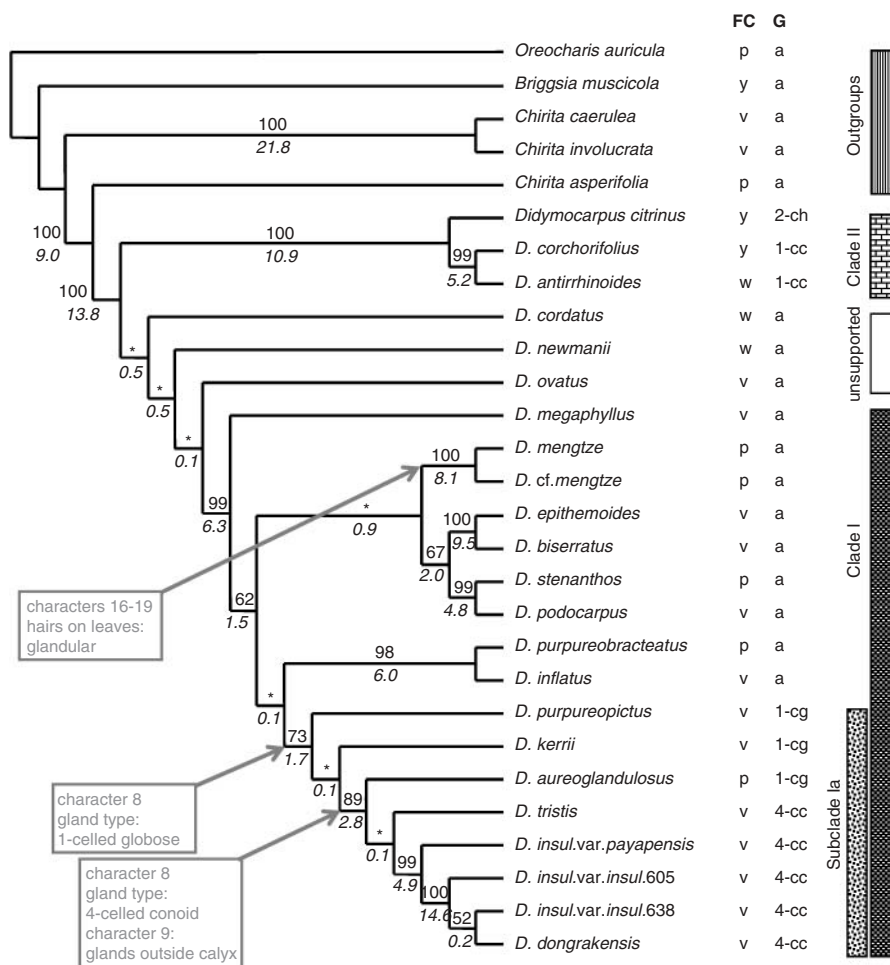 FC G
Oreocharis auricula p a
Briggsia muscicola y a
100
Chirita caerulea v a
21.8
Chirita involucrata v a
Chirita asperifolia p a
Didymocarpus citrinus y 2-ch
100
9.0
100
10.9
99
5.2
D. corchorifolius y 1-cc
D. antirrhinoides w 1-cc
100
13.8
D. cordatus w a
*
0.5
D. newmanii w a
*
0.5
D. ovatus v a
D. megaphyllus v a
*
0.1
100
8.1
D. mengtze p a
D. cf.mengtze p a
99
6.3
*
0.9
100
9.5
D. epithemoides v a
D. biserratus v a
67
2.0
99
4.8
D. stenanthos p a
D. podocarpus v a
62
1.5
characters 16-19
hairs on leaves:
glandular
98
6.0
D. purpureobracteatus p a
D. inflatus v a
*
0.1
D. purpureopictus v 1-cg
73
1.7
D. kerrii v 1-cg
*
0.1
D. aureoglandulosus p 1-cg
character 8
gland type:
1-celled globose
89
2.8
D. tristis v 4-cc
*
0.1
D. insul.var.payapensis v 4-cc
99
4.9
D. insul.var.insul.605 v 4-cc
100
14.6
D. insul.var.insul.638 v 4-cc
52
0.2
D. dongrakensis v 4-cc
character 8
gland type:
4-celled conoid
character 9:
glands outside calyx
Outgroups
Clade II
unsupported
Clade I
Subclade Ia